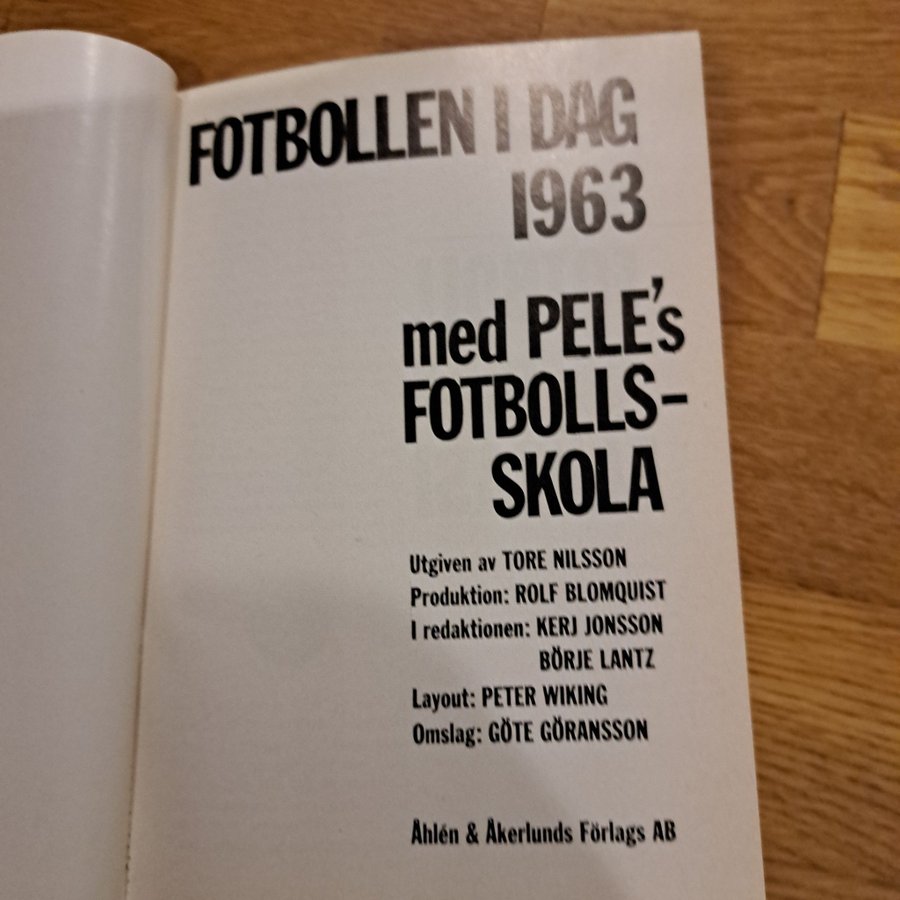 FOTBOLLEN I DAG
1963
med PELE's
FOTBOLLS-
SKOLA
Utgiven av TORE NILSSON
Produktion: ROLF BLOMQUIST
I redaktionen: KERJ JONSSON
BÖRJE LANTZ
Layout: PETER WIKING
Omslag: GÖTE GÖRANSSON
Åhlén & Åkerlunds Förlags AB